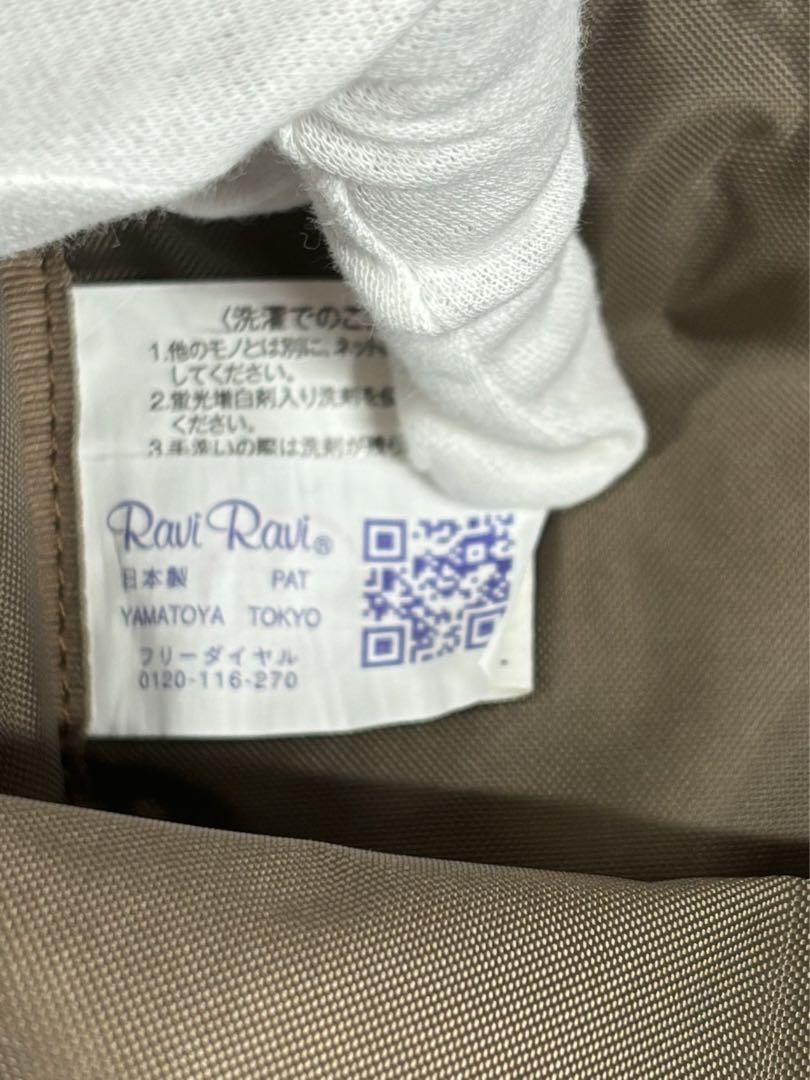 〈洗濯でのご
1.他のモノとは別に、ネット
してください。
2.蛍光増白剤入り洗剤を
ください。
3.手洗いの際は洗剤が残ら
Ravi Ravi®
日本製 PAT
YAMATOYA TOKYO
フリーダイヤル
0120-116-270